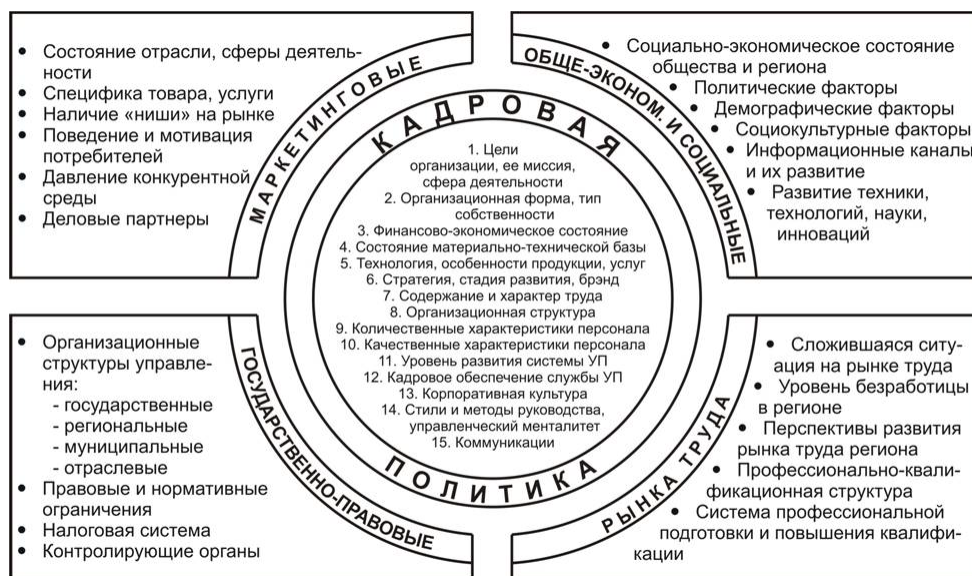 МАРКЕТИНГОВЫЕ
Состояние отрасли, сферы деятель-
ности
Специфика товара, услуги
Наличие «ниши» на рынке
Поведение и мотивация
потребителей
Давление конкурентной
среды
Деловые партнеры
ОБЩЕ-ЭКОНОМ. И СОЦИАЛЬНЫЕ
Социально-экономическое состояние
общества и региона
Политические факторы
Демографические факторы
Социокультурные факторы
Информационные каналы
и их развитие
Развитие техники,
технологий, науки,
инноваций
КАДРОВАЯ
1. Цели
организации, ее миссия,
сфера деятельности
2. Организационная форма, тип
собственности
3. Финансово-экономическое состояние
4. Состояние материально-технической базы
5. Технология, особенности продукции, услуг
6. Стратегия, стадия развития, брэнд
7. Содержание и характер труда
8. Организационная структура
9. Количественные характеристики персонала
10. Качественные характеристики персонала
11. Уровень развития системы УП
12. Кадровое обеспечение службы УП
13. Корпоративная культура
14. Стили и методы руководства,
управленческий менталитет
15. Коммуникации
ПОЛИТИКА
ГОСУДАРСТВЕННО-ПРАВОВЫЕ
Организационные
структуры управле-
ния:
- государственные
- региональные
- муниципальные
- отраслевые
Правовые и нормативные
ограничения
Налоговая система
Контролирующие органы
РЫНКА ТРУДА
Сложившаяся ситу-
ация на рынке труда
Уровень безработицы
в регионе
Перспективы развития
рынка труда региона
Профессионально-квали-
фикационная структура
Система профессиональной
подготовки и повышения квалифи-
кации